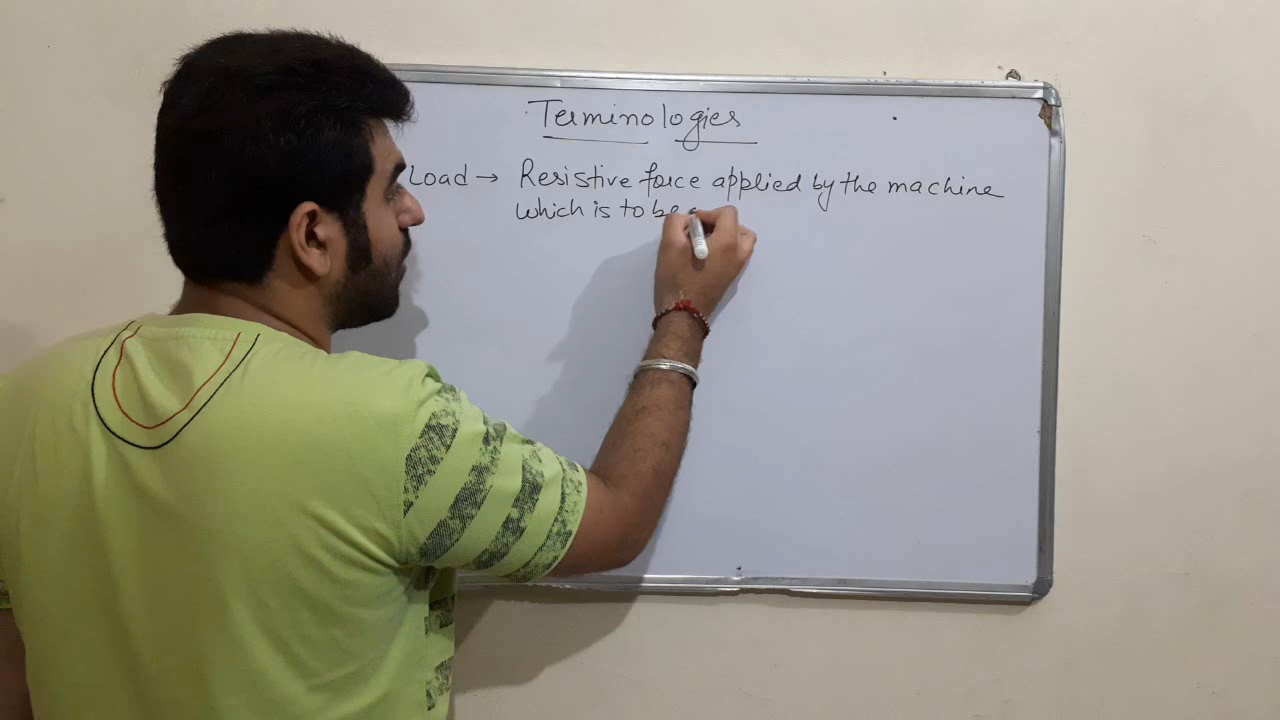 Terminologies
Load → Resistive force applied by the machine
which is to be